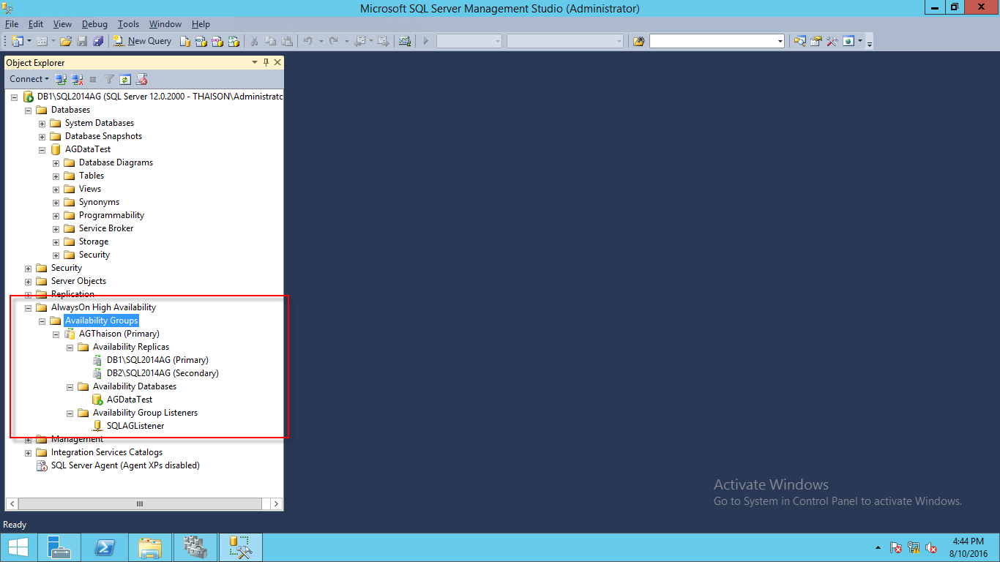 Microsoft SQL Server Management Studio (Administrator)
File Edit View Debug Tools Window Help
New Query
Object Explorer
Connect
DB1\SQL2014AG (SQL Server 12.0.2000 - THAISON\Administrato
Databases
System Databases
Database Snapshots
AGDataTest
Database Diagrams
Tables
Views
Synonyms
Programmability
Service Broker
Storage
Security
Security
Server Objects
Replication
AlwaysOn High Availability
Availability Groups
AGThaison (Primary)
Availability Replicas
DB1\SQL2014AG (Primary)
DB2\SQL2014AG (Secondary)
Availability Databases
AGDataTest
Availability Group Listeners
SQLAGListener
Management
Integration Services Catalogs
SQL Server Agent (Agent XPs disabled)
Activate Windows
Go to System in Control Panel to activate Windows.
Ready
4:44 PM
8/10/2016